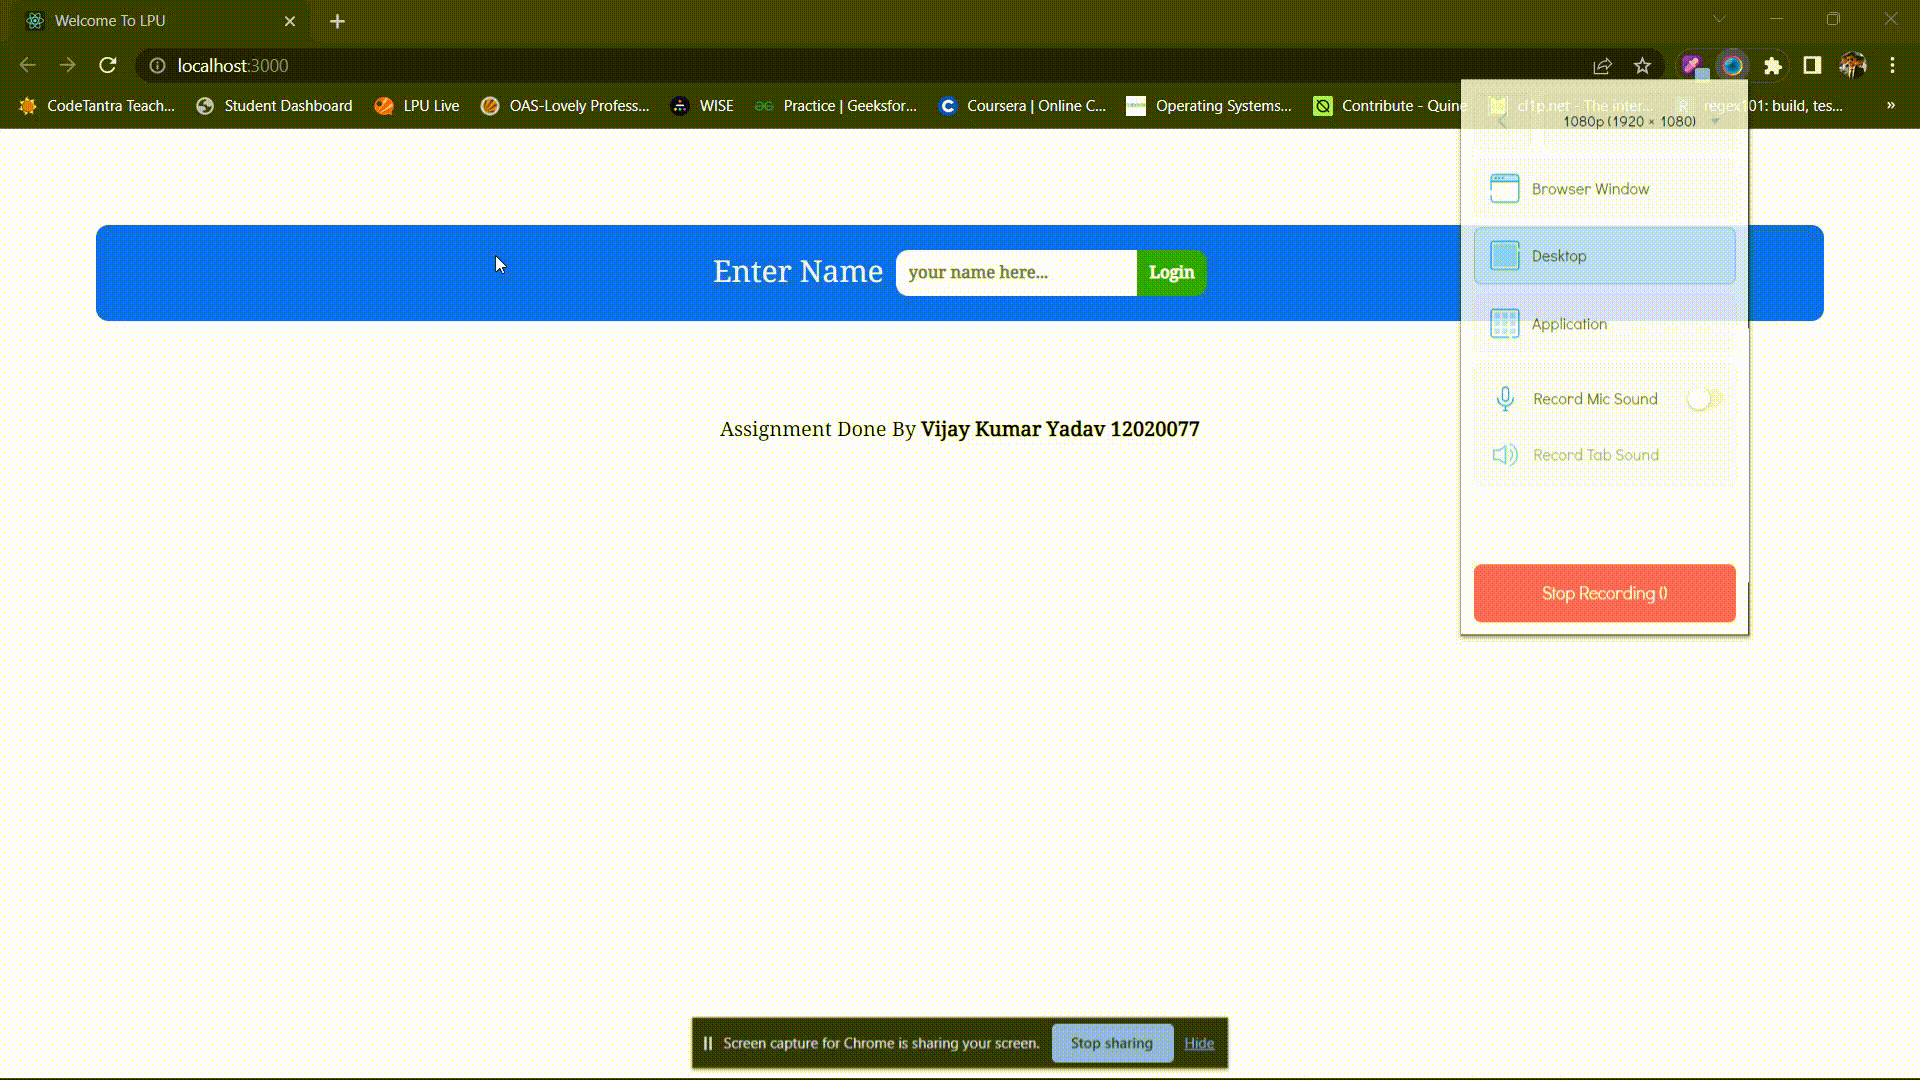 Welcome To LPU
localhost:3000
CodeTantra Teach... Student Dashboard LPU Live OAS-Lovely Profess... WISE Practice | Geeksfor... Coursera | Online C... Operating Systems... Contribute - Quine cl1p.net - The inter... regex101: build, tes... »
1080p (1920 × 1080)
Browser Window
Desktop
Application
Record Mic Sound
Record Tab Sound
Stop Recording ()
Enter Name your name here... Login
Assignment Done By Vijay Kumar Yadav 12020077
Screen capture for Chrome is sharing your screen. Stop sharing Hide